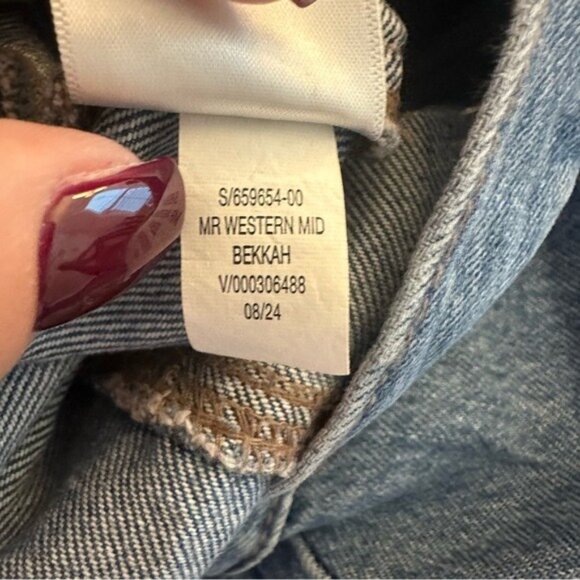 S/659654-00
MR WESTERN MID
BEKKAH
V/000306488
08/24